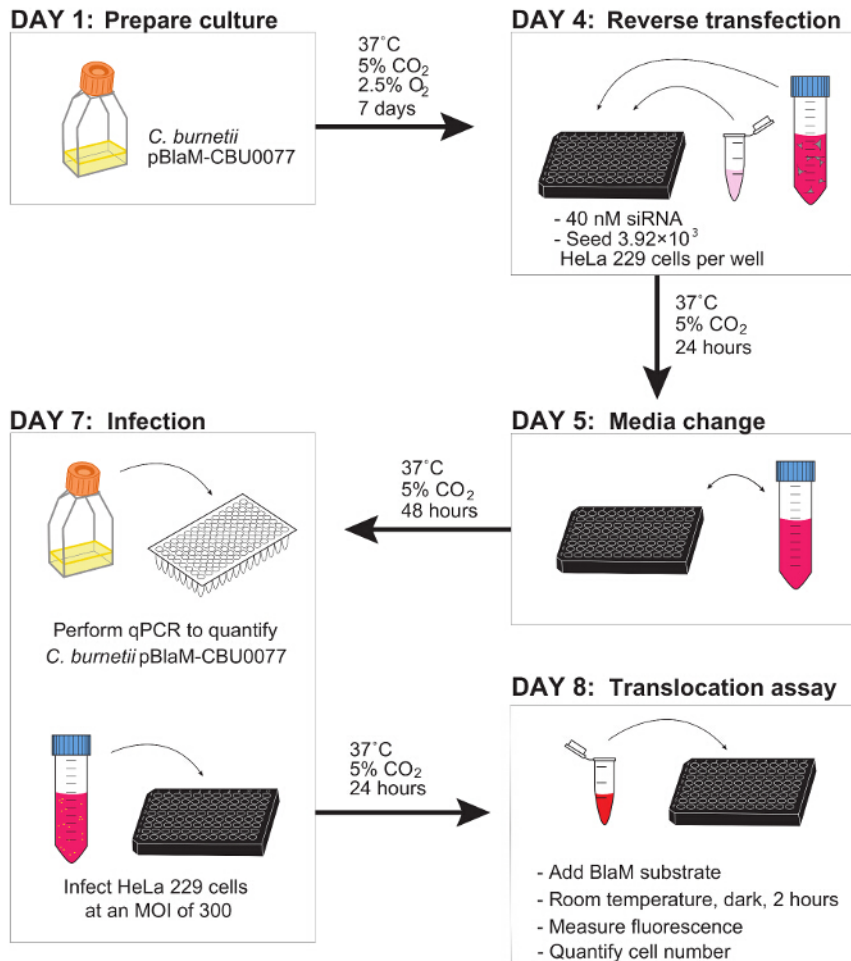 DAY 1: Prepare culture
C. burnetii
pBlaM-CBU0077
37°C
5% CO₂
2.5% O₂
7 days
DAY 4: Reverse transfection
- 40 nM siRNA
- Seed 3.92×10³
HeLa 229 cells per well
37°C
5% CO₂
24 hours
DAY 5: Media change
37°C
5% CO₂
48 hours
DAY 7: Infection
Perform qPCR to quantify
C. burnetii pBlaM-CBU0077
Infect HeLa 229 cells
at an MOI of 300
37°C
5% CO₂
24 hours
DAY 8: Translocation assay
- Add BlaM substrate
- Room temperature, dark, 2 hours
- Measure fluorescence
- Quantify cell number